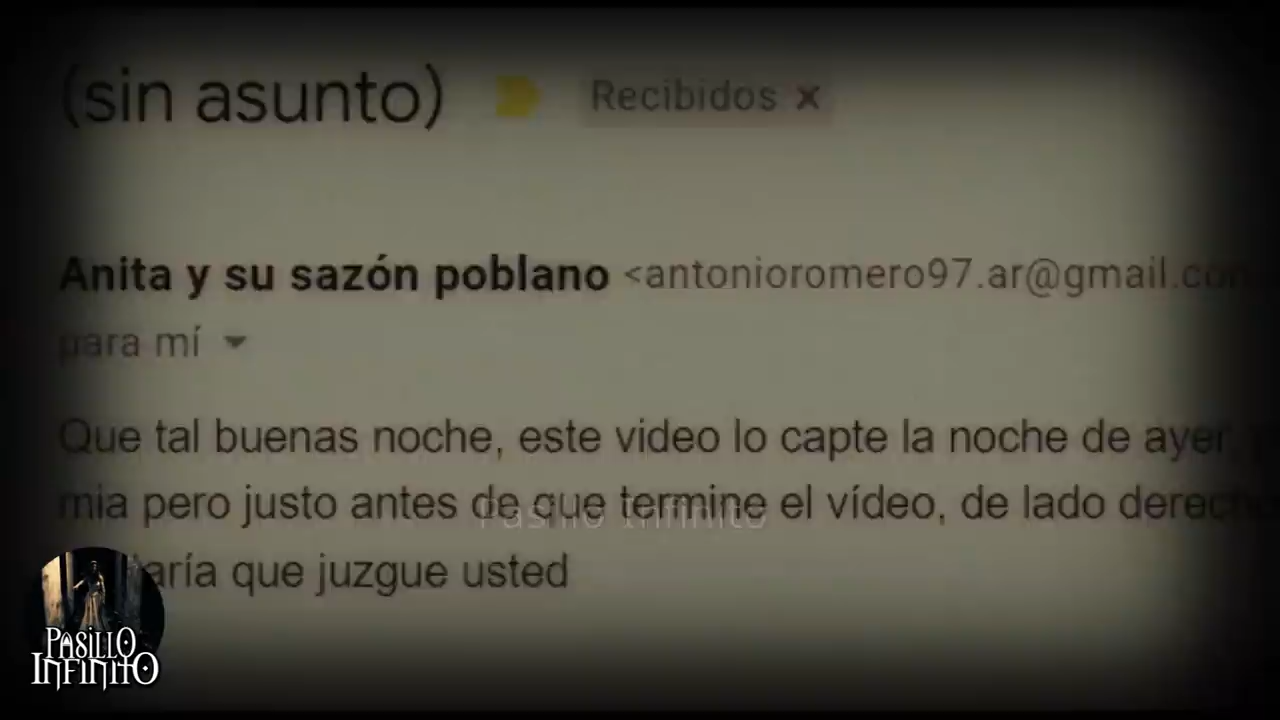 (sin asunto) Recibidos x
Anita y su sazón poblano <antonioromero97.ar@gmail.com
para mí
Que tal buenas noche, este video lo capte la noche de ayer,
mia pero justo antes de que termine el vídeo, de lado derech
aría que juzgue usted
Pasillo Infinito
PASILLO
INFINITO